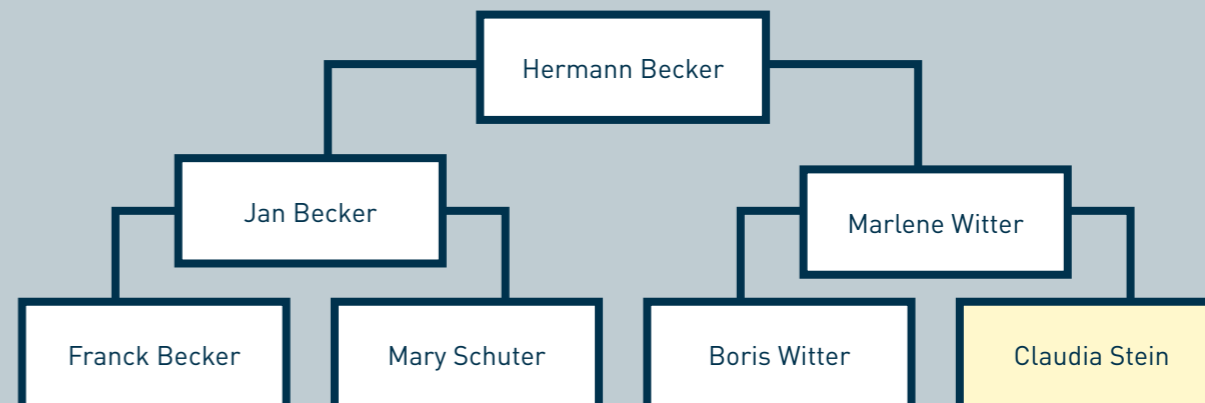 Hermann Becker
Jan Becker
Marlene Witter
Franck Becker
Mary Schuter
Boris Witter
Claudia Stein